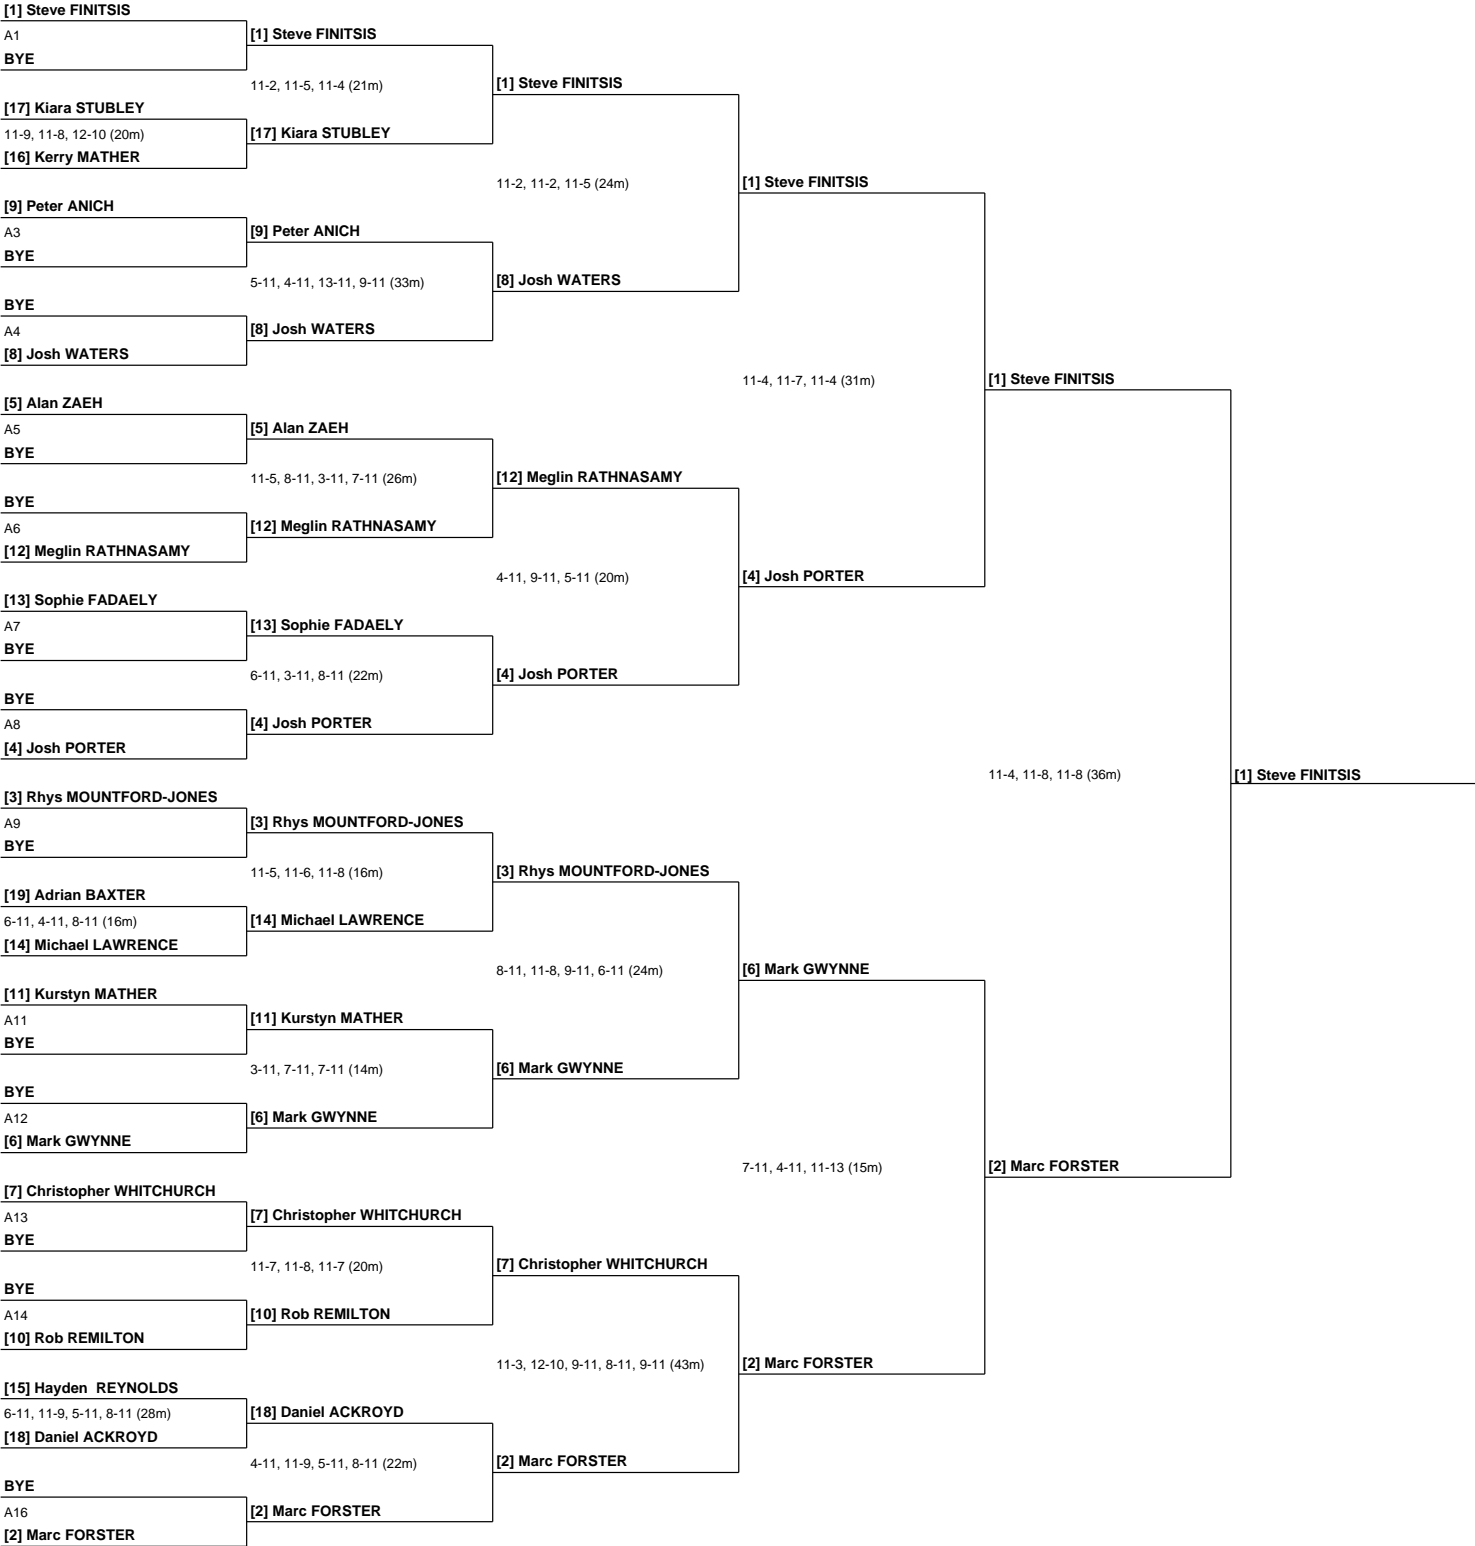 [1] Steve FINITSIS
A1
BYE
[17] Kiara STUBLEY
11-9, 11-8, 12-10 (20m)
[16] Kerry MATHER
[9] Peter ANICH
A3
BYE
BYE
A4
[8] Josh WATERS
[5] Alan ZAEH
A5
BYE
BYE
A6
[12] Meglin RATHNASAMY
[13] Sophie FADAELY
A7
BYE
BYE
A8
[4] Josh PORTER
[3] Rhys MOUNTFORD-JONES
A9
BYE
[19] Adrian BAXTER
6-11, 4-11, 8-11 (16m)
[14] Michael LAWRENCE
[11] Kurstyn MATHER
A11
BYE
BYE
A12
[6] Mark GWYNNE
[7] Christopher WHITCHURCH
A13
BYE
BYE
A14
[10] Rob REMILTON
[15] Hayden  REYNOLDS
6-11, 11-9, 5-11, 8-11 (28m)
[18] Daniel ACKROYD
BYE
A16
[2] Marc FORSTER
[1] Steve FINITSIS
11-2, 11-5, 11-4 (21m)
[17] Kiara STUBLEY
[9] Peter ANICH
5-11, 4-11, 13-11, 9-11 (33m)
[8] Josh WATERS
[5] Alan ZAEH
11-5, 8-11, 3-11, 7-11 (26m)
[12] Meglin RATHNASAMY
[13] Sophie FADAELY
6-11, 3-11, 8-11 (22m)
[4] Josh PORTER
[3] Rhys MOUNTFORD-JONES
11-5, 11-6, 11-8 (16m)
[14] Michael LAWRENCE
[11] Kurstyn MATHER
3-11, 7-11, 7-11 (14m)
[6] Mark GWYNNE
[7] Christopher WHITCHURCH
11-7, 11-8, 11-7 (20m)
[10] Rob REMILTON
[18] Daniel ACKROYD
4-11, 11-9, 5-11, 8-11 (22m)
[2] Marc FORSTER
[1] Steve FINITSIS
11-2, 11-2, 11-5 (24m)
[8] Josh WATERS
[12] Meglin RATHNASAMY
4-11, 9-11, 5-11 (20m)
[4] Josh PORTER
[3] Rhys MOUNTFORD-JONES
8-11, 11-8, 9-11, 6-11 (24m)
[6] Mark GWYNNE
[7] Christopher WHITCHURCH
11-3, 12-10, 9-11, 8-11, 9-11 (43m)
[2] Marc FORSTER
[1] Steve FINITSIS
11-4, 11-7, 11-4 (31m)
[4] Josh PORTER
[6] Mark GWYNNE
7-11, 4-11, 11-13 (15m)
[2] Marc FORSTER
[1] Steve FINITSIS
11-4, 11-8, 11-8 (36m)
[2] Marc FORSTER
[1] Steve FINITSIS